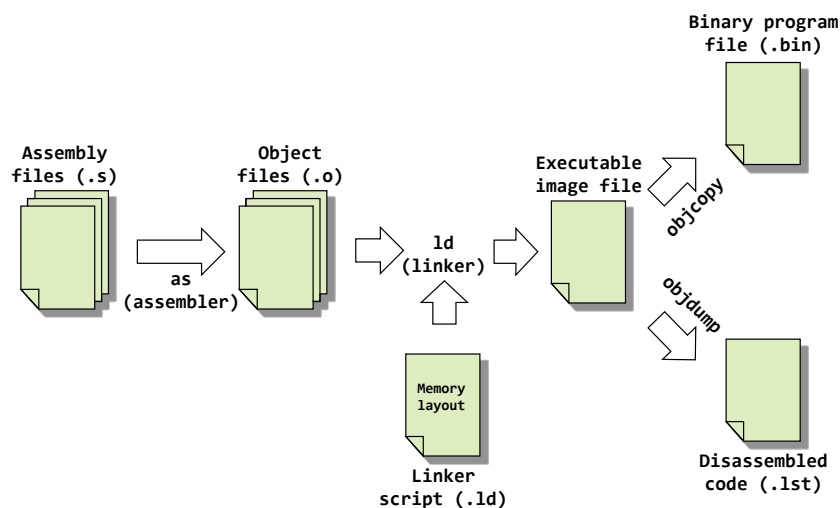 Binary program
file (.bin)
Assembly
files (.s)
Object
files (.o)
Executable
image file
objcopy
as
(assembler)
ld
(linker)
objdump
Memory
layout
Linker
script (.ld)
Disassembled
code (.lst)